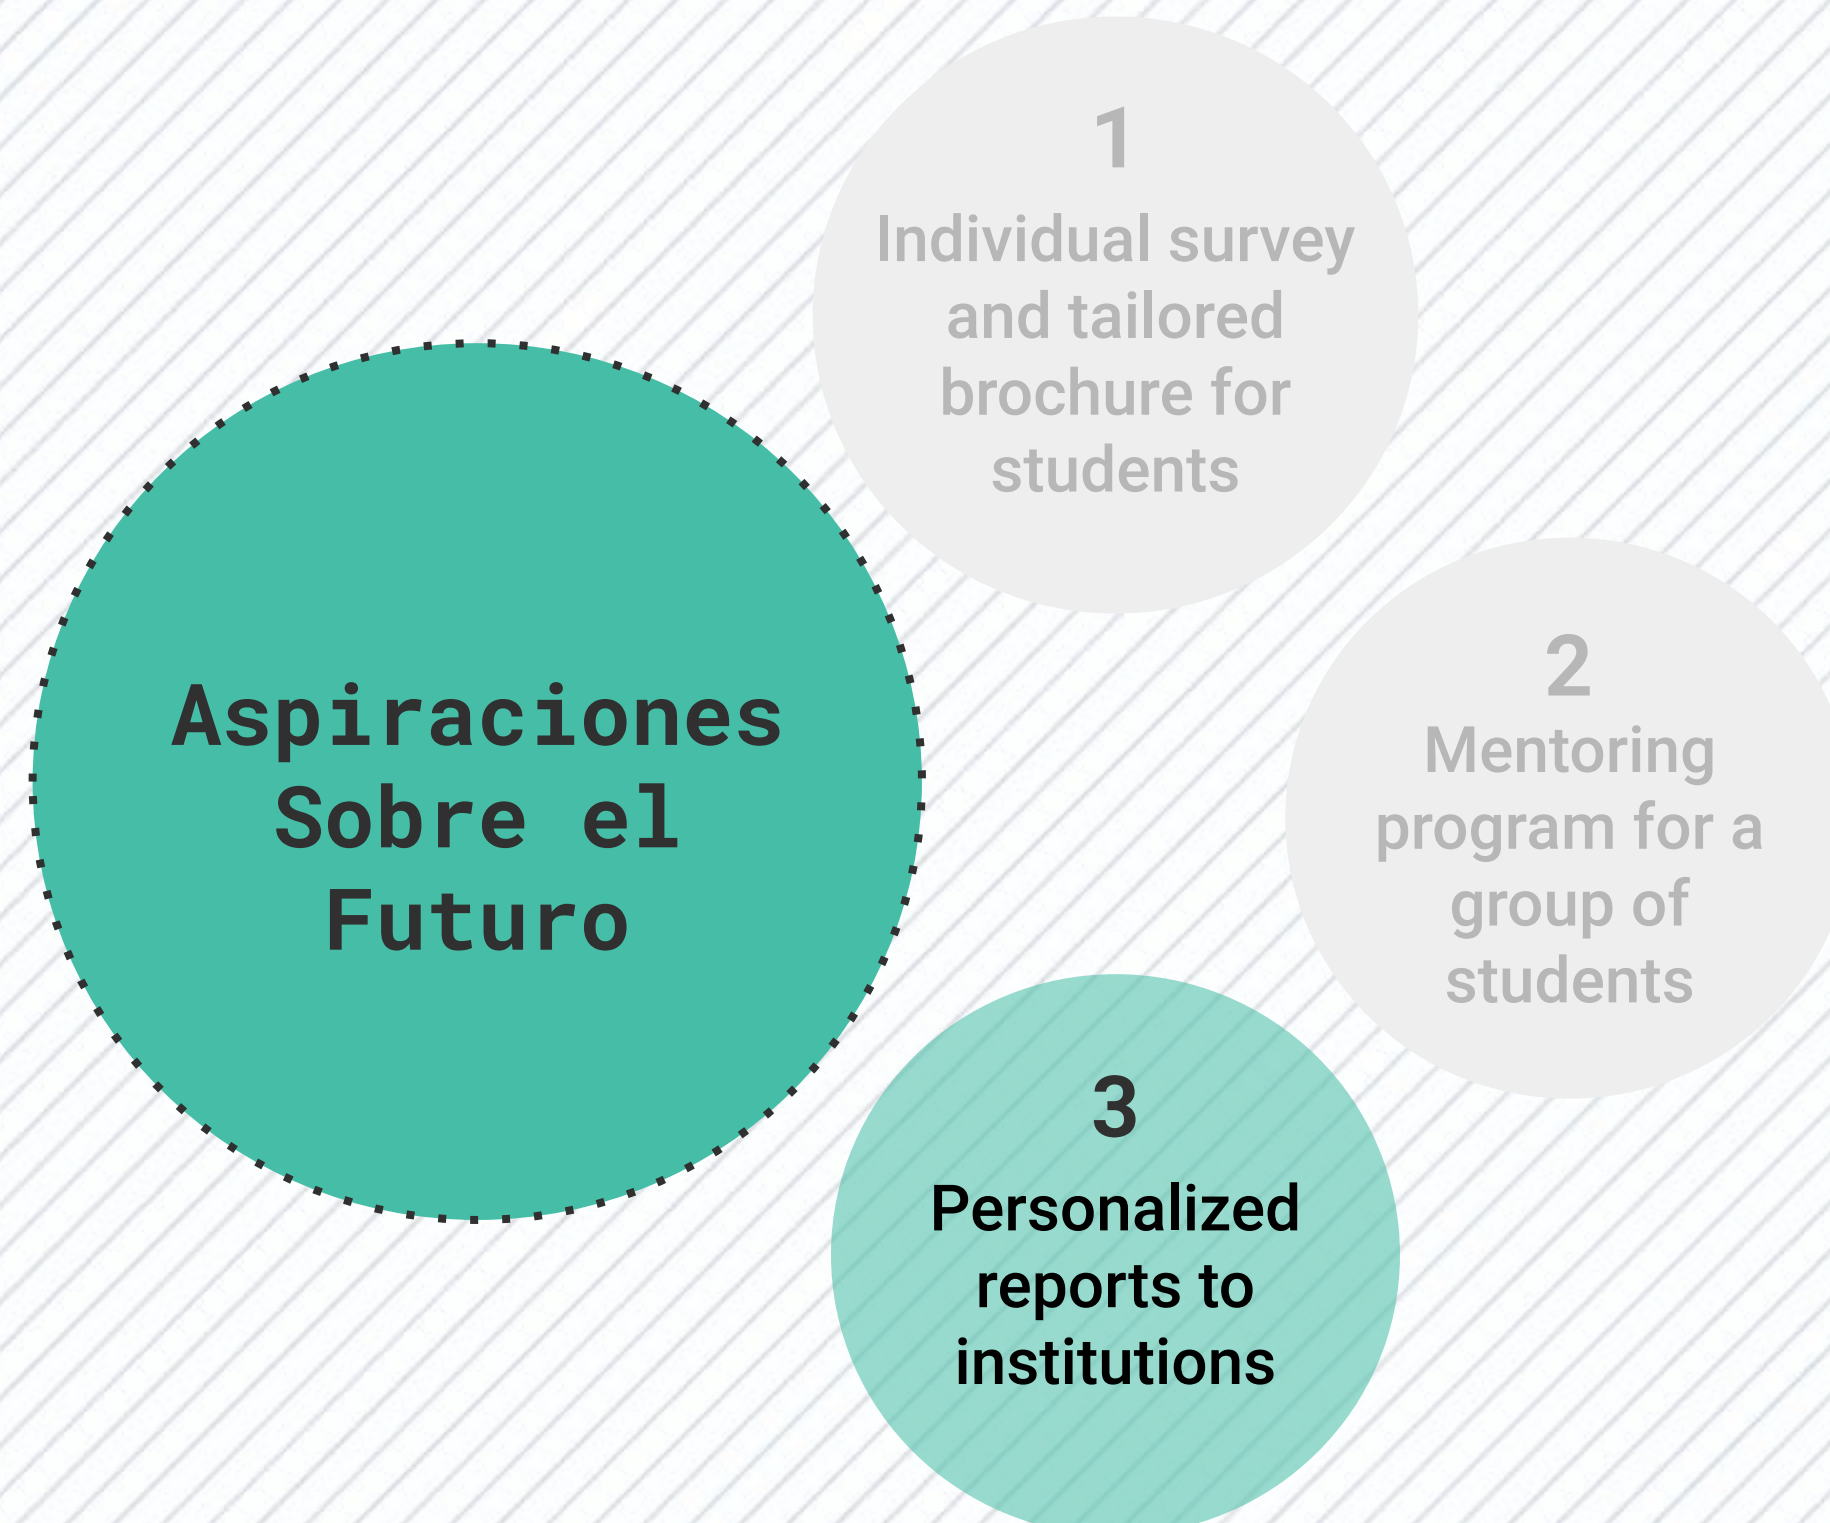 Aspiraciones
Sobre el
Futuro
1
Individual survey
and tailored
brochure for
students
2
Mentoring
program for a
group of
students
3
Personalized
reports to
institutions